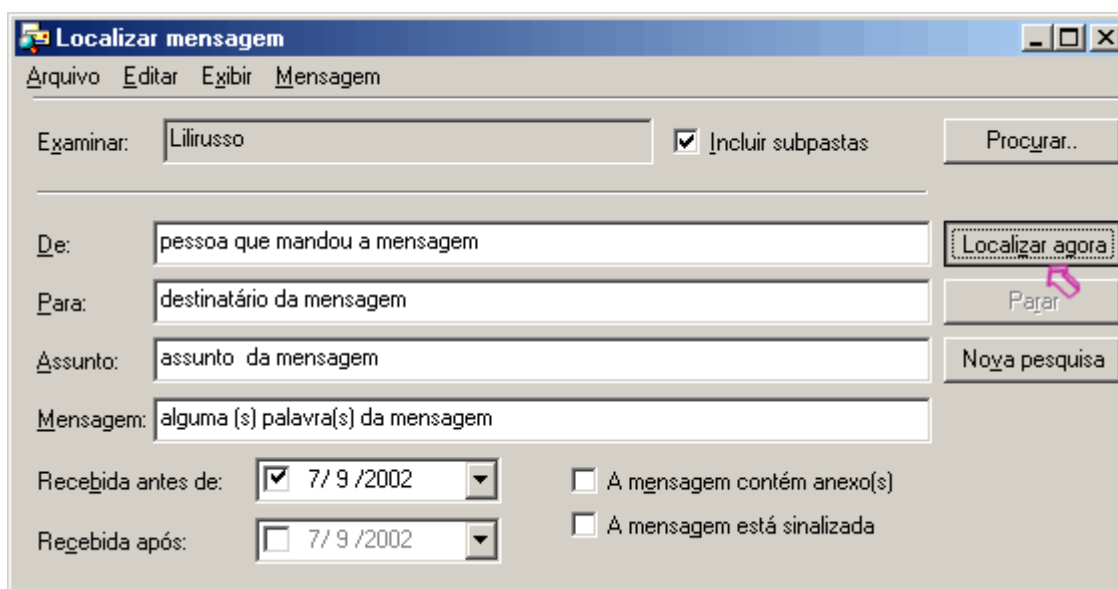 Localizar mensagem
Arquivo Editar Exibir Mensagem
Examinar: Lilirusso Incluir subpastas Procurar..
De: pessoa que mandou a mensagem Localizar agora
Para: destinatário da mensagem Parar
Assunto: assunto da mensagem Nova pesquisa
Mensagem: alguma (s) palavra(s) da mensagem
Recebida antes de: 7/ 9 /2002 A mensagem contém anexo(s)
Recebida após: 7/ 9 /2002 A mensagem está sinalizada